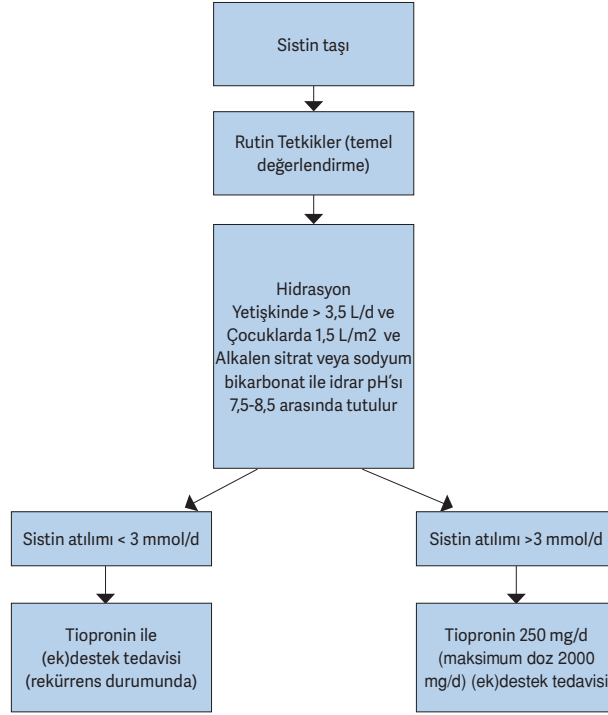 Sistin taşı
Rutin Tetkikler (temel
değerlendirme)
Hidrasyon
Yetişkinde > 3,5 L/d ve
Çocuklarda 1,5 L/m2 ve
Alkalen sitrat veya sodyum
bikarbonat ile idrar pH'sı
7,5-8,5 arasında tutulur
Sistin atılımı < 3 mmol/d
Sistin atılımı >3 mmol/d
Tiopronin ile
(ek)destek tedavisi
(rekürrens durumunda)
Tiopronin 250 mg/d
(maksimum doz 2000
mg/d) (ek)destek tedavisi